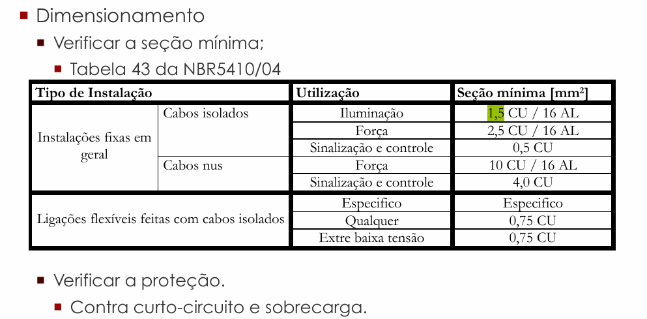 Dimensionamento
Verificar a seção mínima;
Tabela 43 da NBR5410/04
Tipo de Instalação Utilização Seção mínima [mm²]
Instalações fixas em geral Cabos isolados Iluminação 1,5 CU / 16 AL
Força 2,5 CU / 16 AL
Sinalização e controle 0,5 CU
Cabos nus Força 10 CU / 16 AL
Sinalização e controle 4,0 CU
Ligações flexíveis feitas com cabos isolados Especifico Especifico
Qualquer 0,75 CU
Extre baixa tensão 0,75 CU
Verificar a proteção.
Contra curto-circuito e sobrecarga.